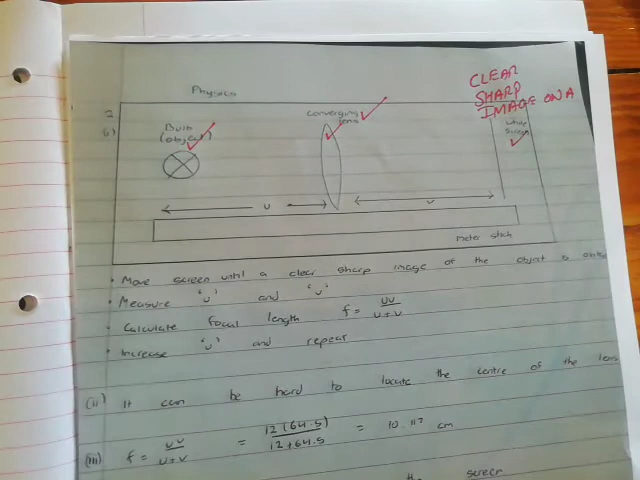 Physics
CLEAR
SHARP
IMAGE ON A
2
(i)
Bulb
(object)
converging
lens
white
screen
u
v
meter stick
• Move screen until a clear sharp image of the object is
• Measure 'u' and 'v'
• Calculate focal length f = uv / u+v
• Increase 'u' and repeat
(ii) It can be hard to locate the centre of the lens
(iii) f = uv / u+v = 12(64.5) / 12+64.5 = 10.117 cm
the screen